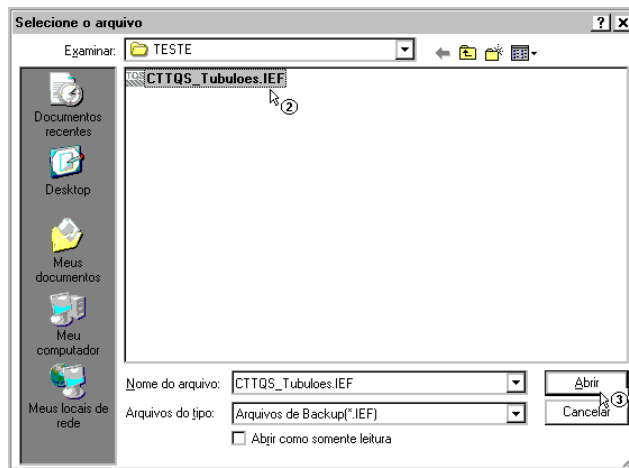 Selecione o arquivo
Examinar:
TESTE
TQS CTTQS_Tubuloes.IEF
2
Documentos
recentes
Desktop
Meus
documentos
Meu
computador
Meus locais de
rede
Nome do arquivo: CTTQS_Tubuloes.IEF Abrir
3
Arquivos do tipo: Arquivos de Backup(*.IEF) Cancelar
Abrir como somente leitura